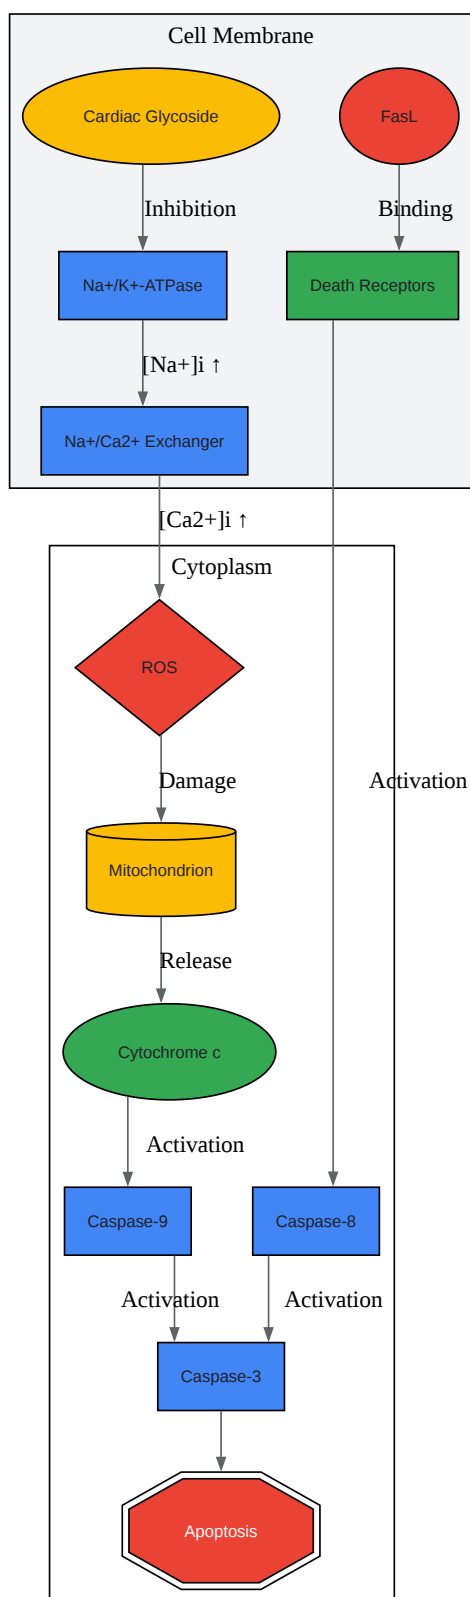 Cell Membrane
Cardiac Glycoside
FasL
Inhibition
Binding
Na+/K+-ATPase
Death Receptors
[Na+]i ↑
Na+/Ca2+ Exchanger
[Ca2+]i ↑
Cytoplasm
ROS
Damage
Activation
Mitochondrion
Release
Cytochrome c
Activation
Caspase-9
Caspase-8
Activation
Activation
Caspase-3
Apoptosis